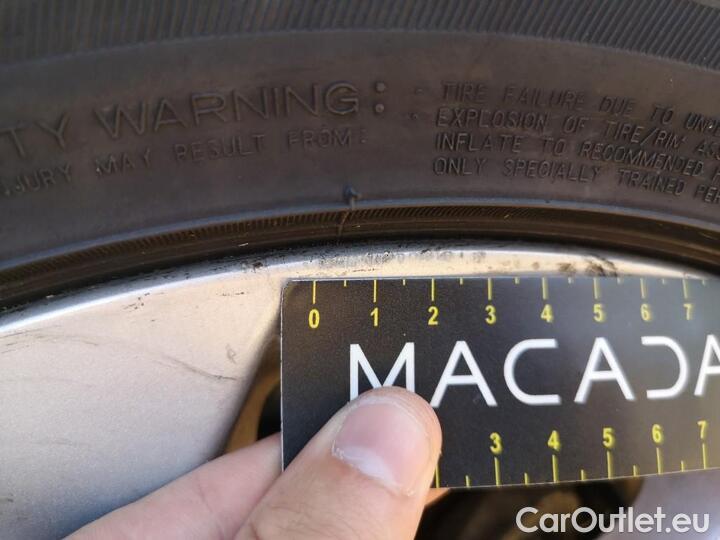 TY WARNING:
JURY MAY RESULT FROM:
- TIRE FAILURE DUE TO
- EXPLOSION OF TIRE/RIM
INFLATE TO RECOMMENDED
ONLY SPECIALLY TRAINED PER
0 1 2 3 4 5 6 7
MACADA
3 4 5 6 7
CarOutlet.eu